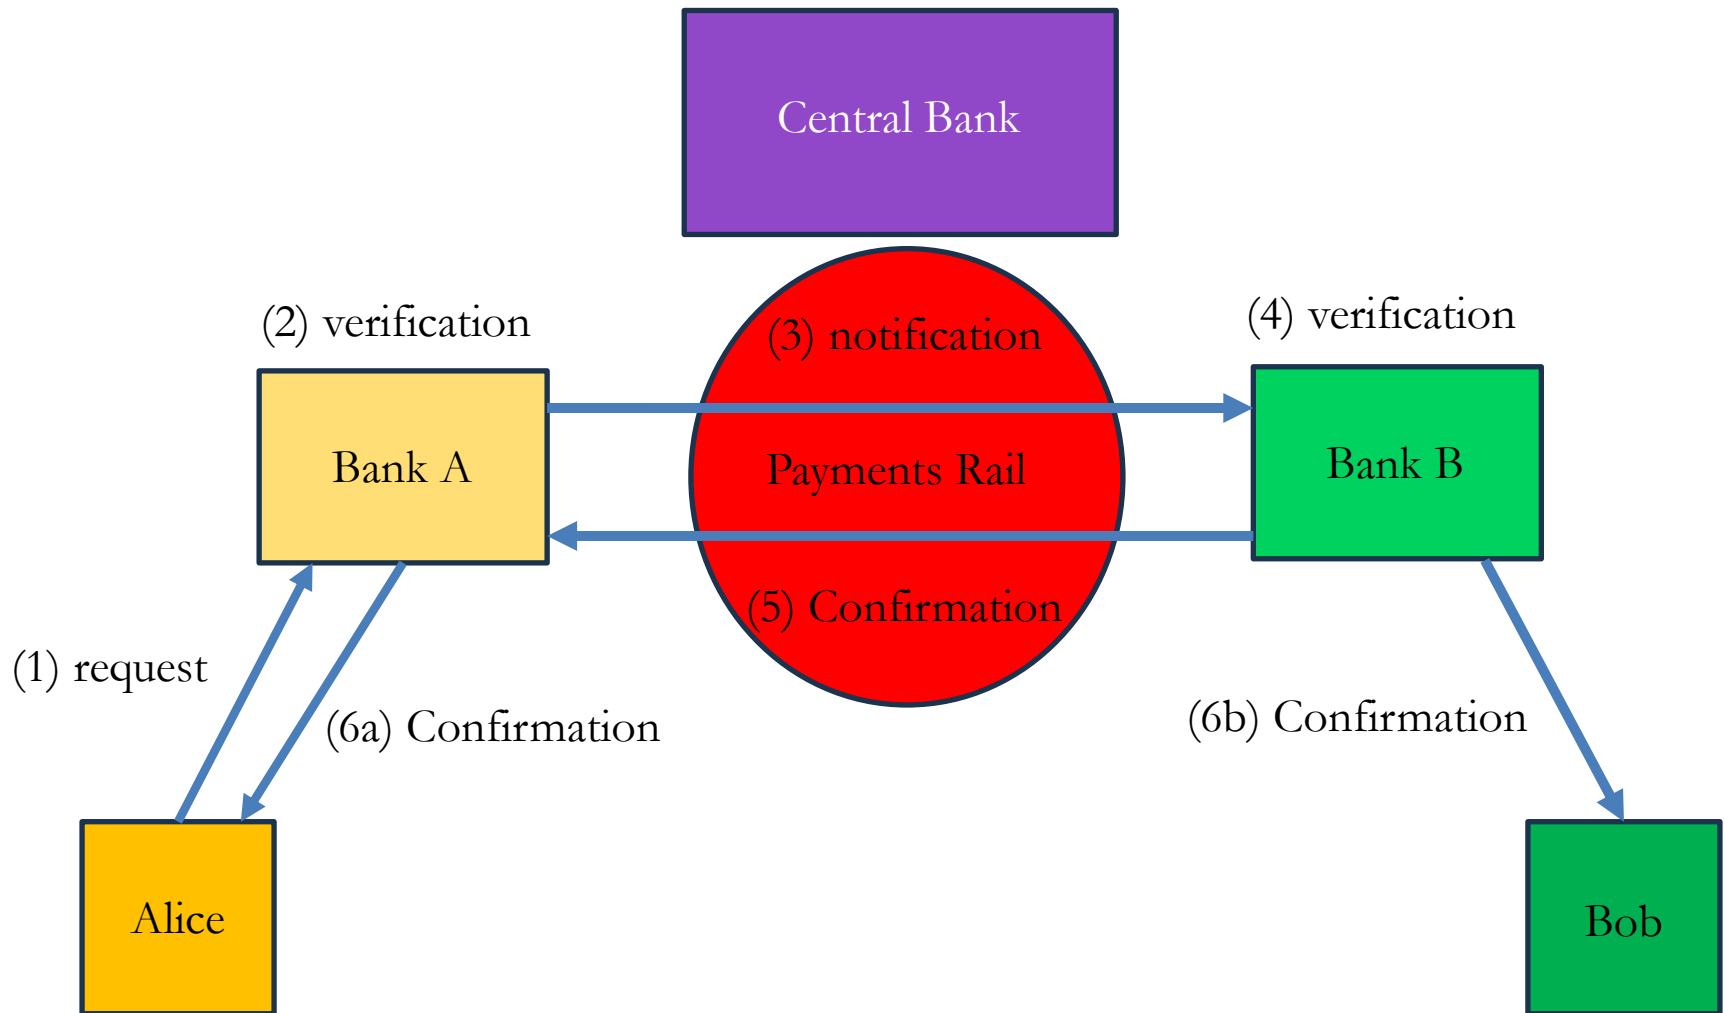 Central Bank
(2) verification
(3) notification
(4) verification
Bank A
Payments Rail
Bank B
(5) Confirmation
(1) request
(6a) Confirmation
(6b) Confirmation
Alice
Bob